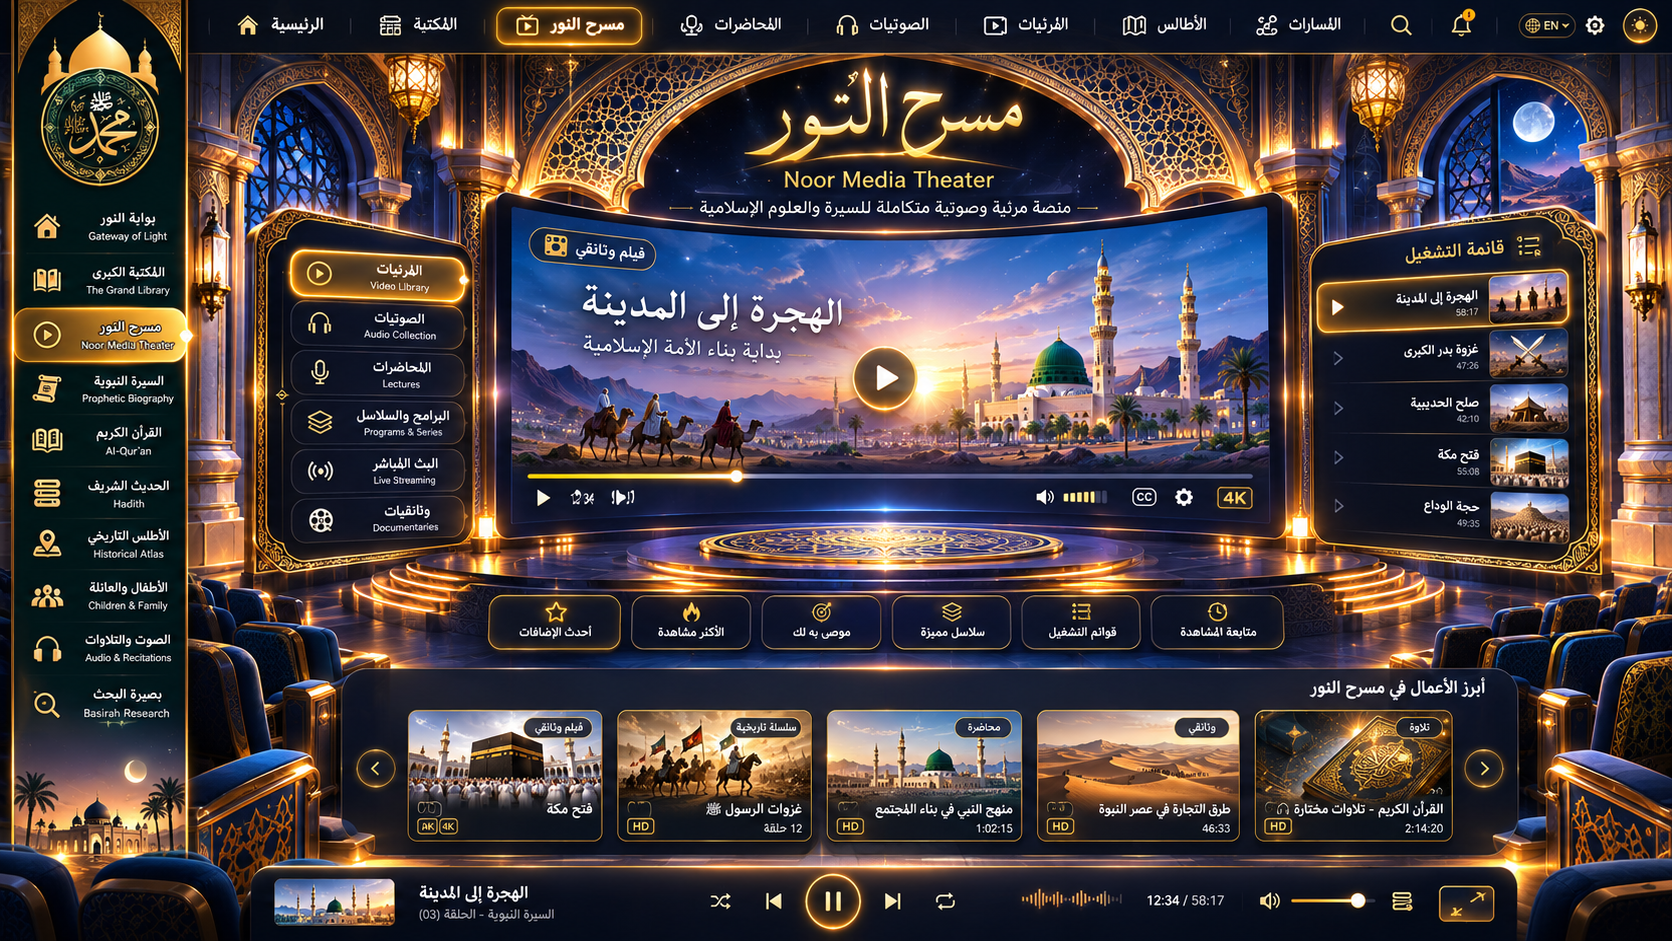 الرئيسية
المكتبة
مسرح النور
المحاضرات
الصوتيات
المرئيات
الأطالس
المسارات
EN
محمد
بوابة النور
Gateway of Light
المكتبة الكبرى
The Grand Library
مسرح النور
Noor Media Theater
السيرة النبوية
Prophetic Biography
القرآن الكريم
Al-Qur'an
الحديث الشريف
Hadith
الأطلس التاريخي
Historical Atlas
الأطفال والعائلة
Children & Family
الصوت والتلاوات
Audio & Recitations
بصيرة البحث
Basirah Research
مسرح النور
Noor Media Theater
منصة مرئية وصوتية متكاملة للسيرة والعلوم الإسلامية
المرئيات
Video Library
الصوتيات
Audio Collection
المحاضرات
Lectures
البرامج والسلاسل
Programs & Series
البث المباشر
Live Streaming
وثائقيات
Documentaries
فيلم وثائقي
الهجرة إلى المدينة
بداية بناء الأمة الإسلامية
CC
4K
قائمة التشغيل
الهجرة إلى المدينة
58:17
غزوة بدر الكبرى
47:26
صلح الحديبية
42:10
فتح مكة
55:08
حجة الوداع
49:35
أحدث الإضافات
الأكثر مشاهدة
موصى به لك
سلاسل مميزة
قوائم التشغيل
متابعة المشاهدة
أبرز الأعمال في مسرح النور
فيلم وثائقي
فتح مكة
4K
سلسلة تاريخية
غزوات الرسول ﷺ
12 حلقة
HD
محاضرة
منهج النبي في بناء المجتمع
1:02:15
HD
وثائقي
طرق التجارة في عصر النبوة
46:33
HD
تلاوة
القرآن الكريم - تلاوات مختارة
2:14:20
HD
الهجرة إلى المدينة
السيرة النبوية - الحلقة (03)
12:34 / 58:17